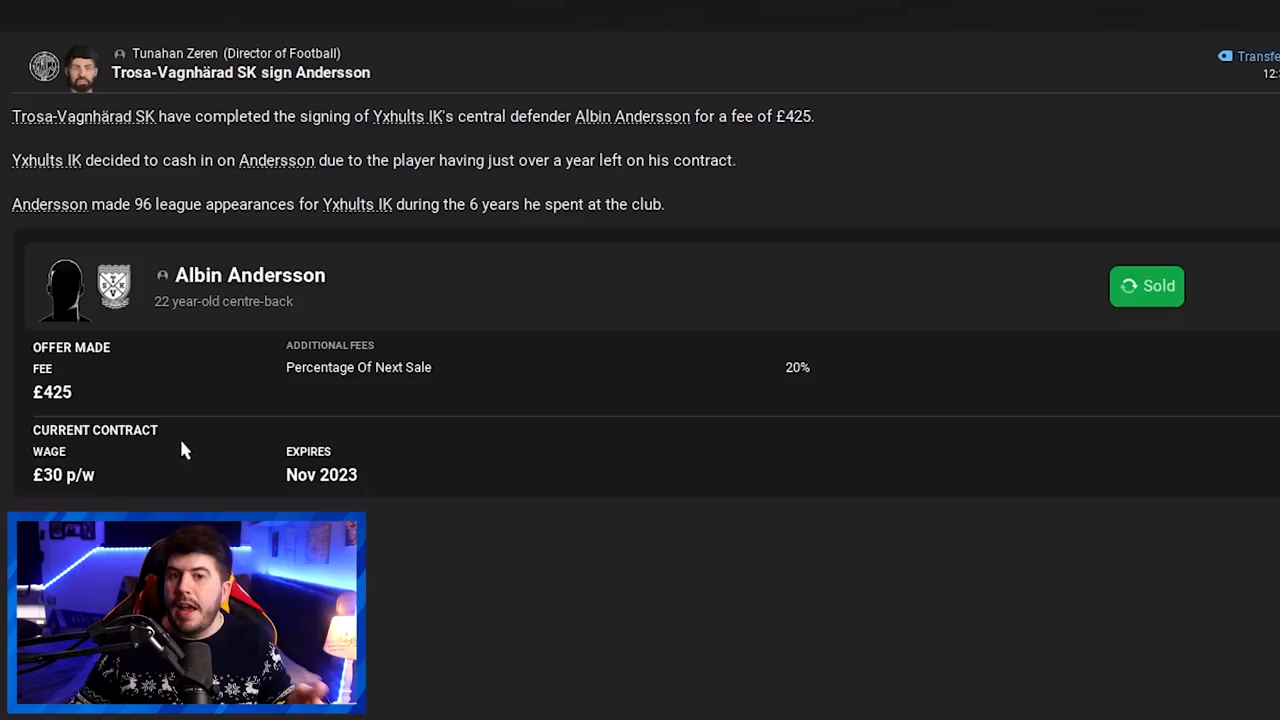 Tunahan Zeren (Director of Football)
Trosa-Vagnhärad SK sign Andersson
Transfe
12:
Trosa-Vagnhärad SK have completed the signing of Yxhults IK's central defender Albin Andersson for a fee of £425.
Yxhults IK decided to cash in on Andersson due to the player having just over a year left on his contract.
Andersson made 96 league appearances for Yxhults IK during the 6 years he spent at the club.
Albin Andersson
22 year-old centre-back
Sold
OFFER MADE
ADDITIONAL FEES
FEE
Percentage Of Next Sale 20%
£425
CURRENT CONTRACT
WAGE EXPIRES
£30 p/w Nov 2023